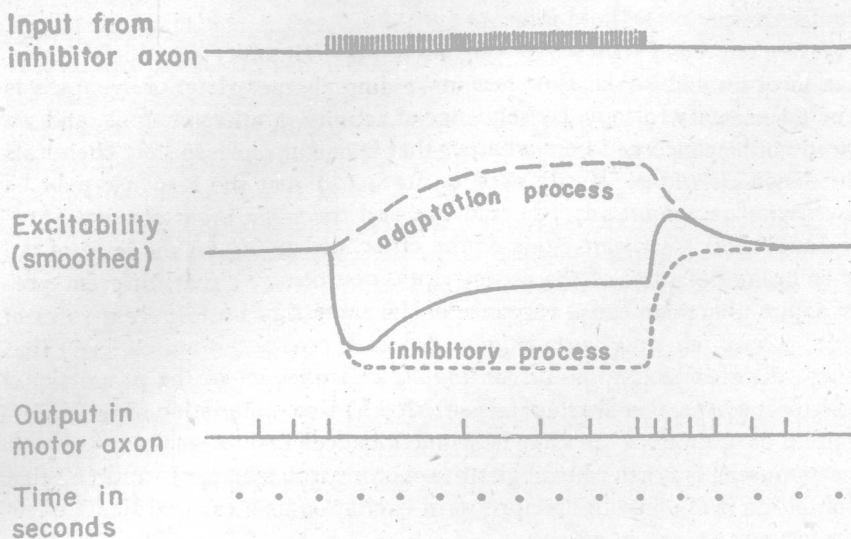 Input from
inhibitor axon
adaptation process
Excitability
(smoothed)
inhibitory process
Output in
motor axon
Time in
seconds